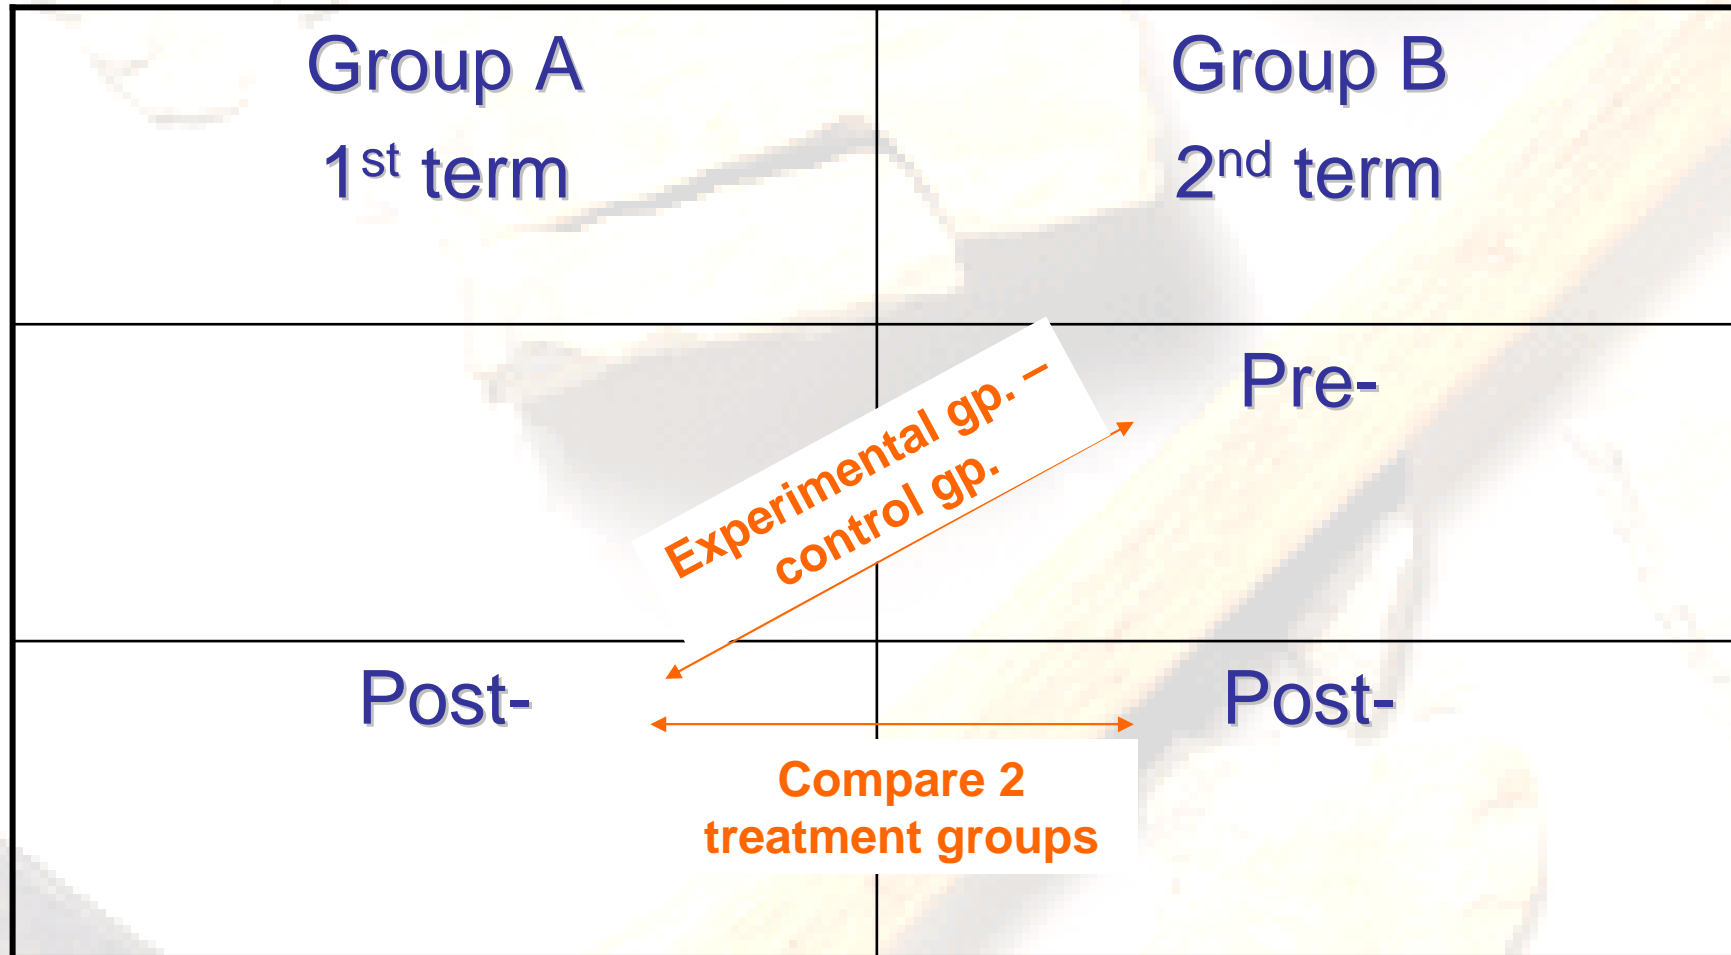 Group A
1st term
Group B
2nd term
Pre-
Experimental gp. –
control gp.
Post-
Post-
Compare 2
treatment groups